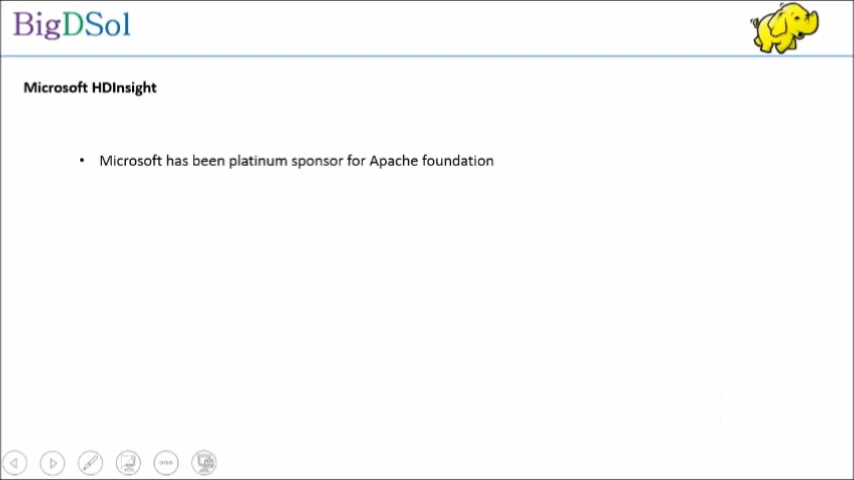 BigDSol
Microsoft HDInsight
• Microsoft has been platinum sponsor for Apache foundation